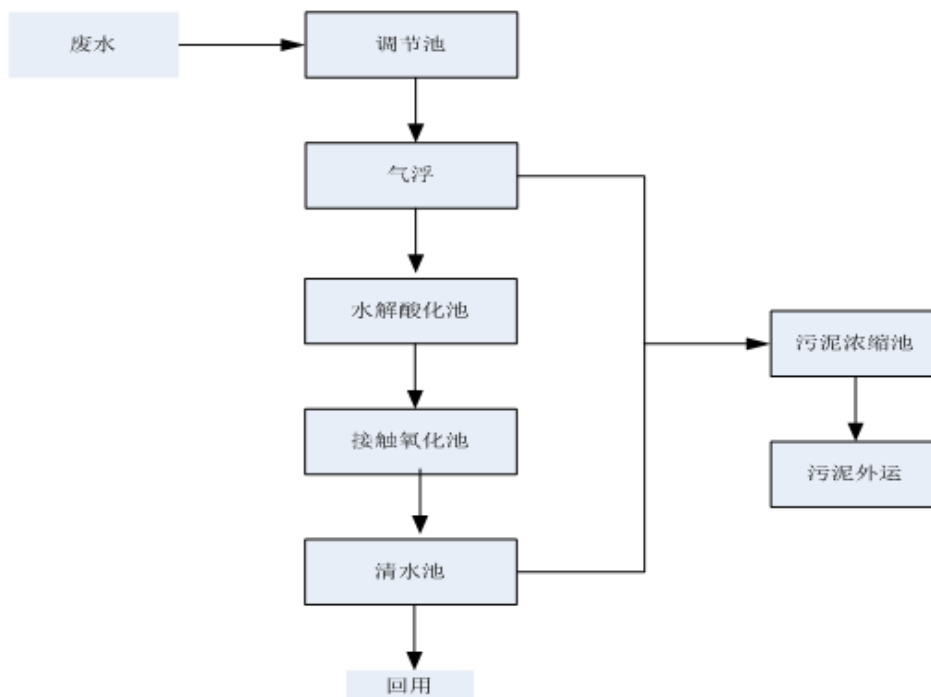 废水
调节池
气浮
水解酸化池
接触氧化池
清水池
回用
污泥浓缩池
污泥外运